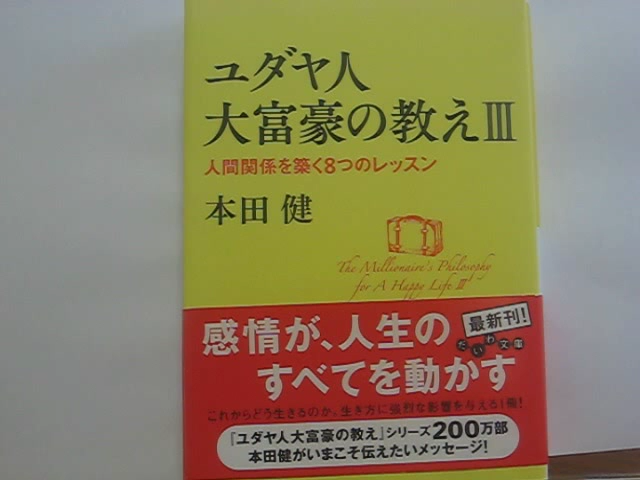 ユダヤ人
大富豪の教えⅢ
人間関係を築く8つのレッスン
本田 健
The Millionaire's Philosophy
for A Happy Life Ⅲ
感情が、人生の
すべてを動かす
最新刊!
だいわ文庫
これからどう生きるのか。生き方に強烈な影響を与える1冊!
『ユダヤ人大富豪の教え』シリーズ200万部
本田健がいまこそ伝えたいメッセージ!